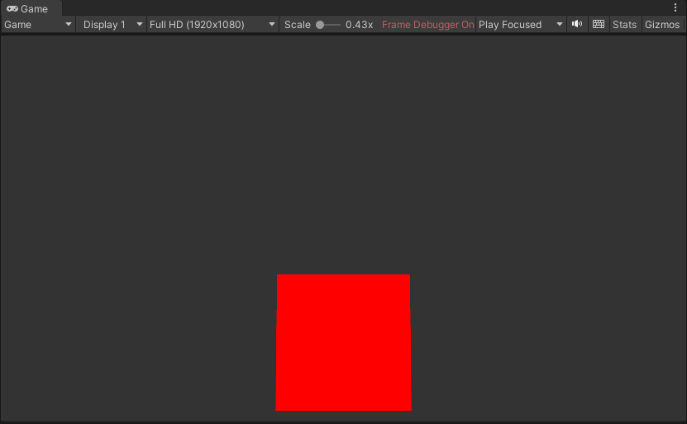 Game
Game Display 1 Full HD (1920x1080) Scale 0.43x Frame Debugger On Play Focused Stats Gizmos